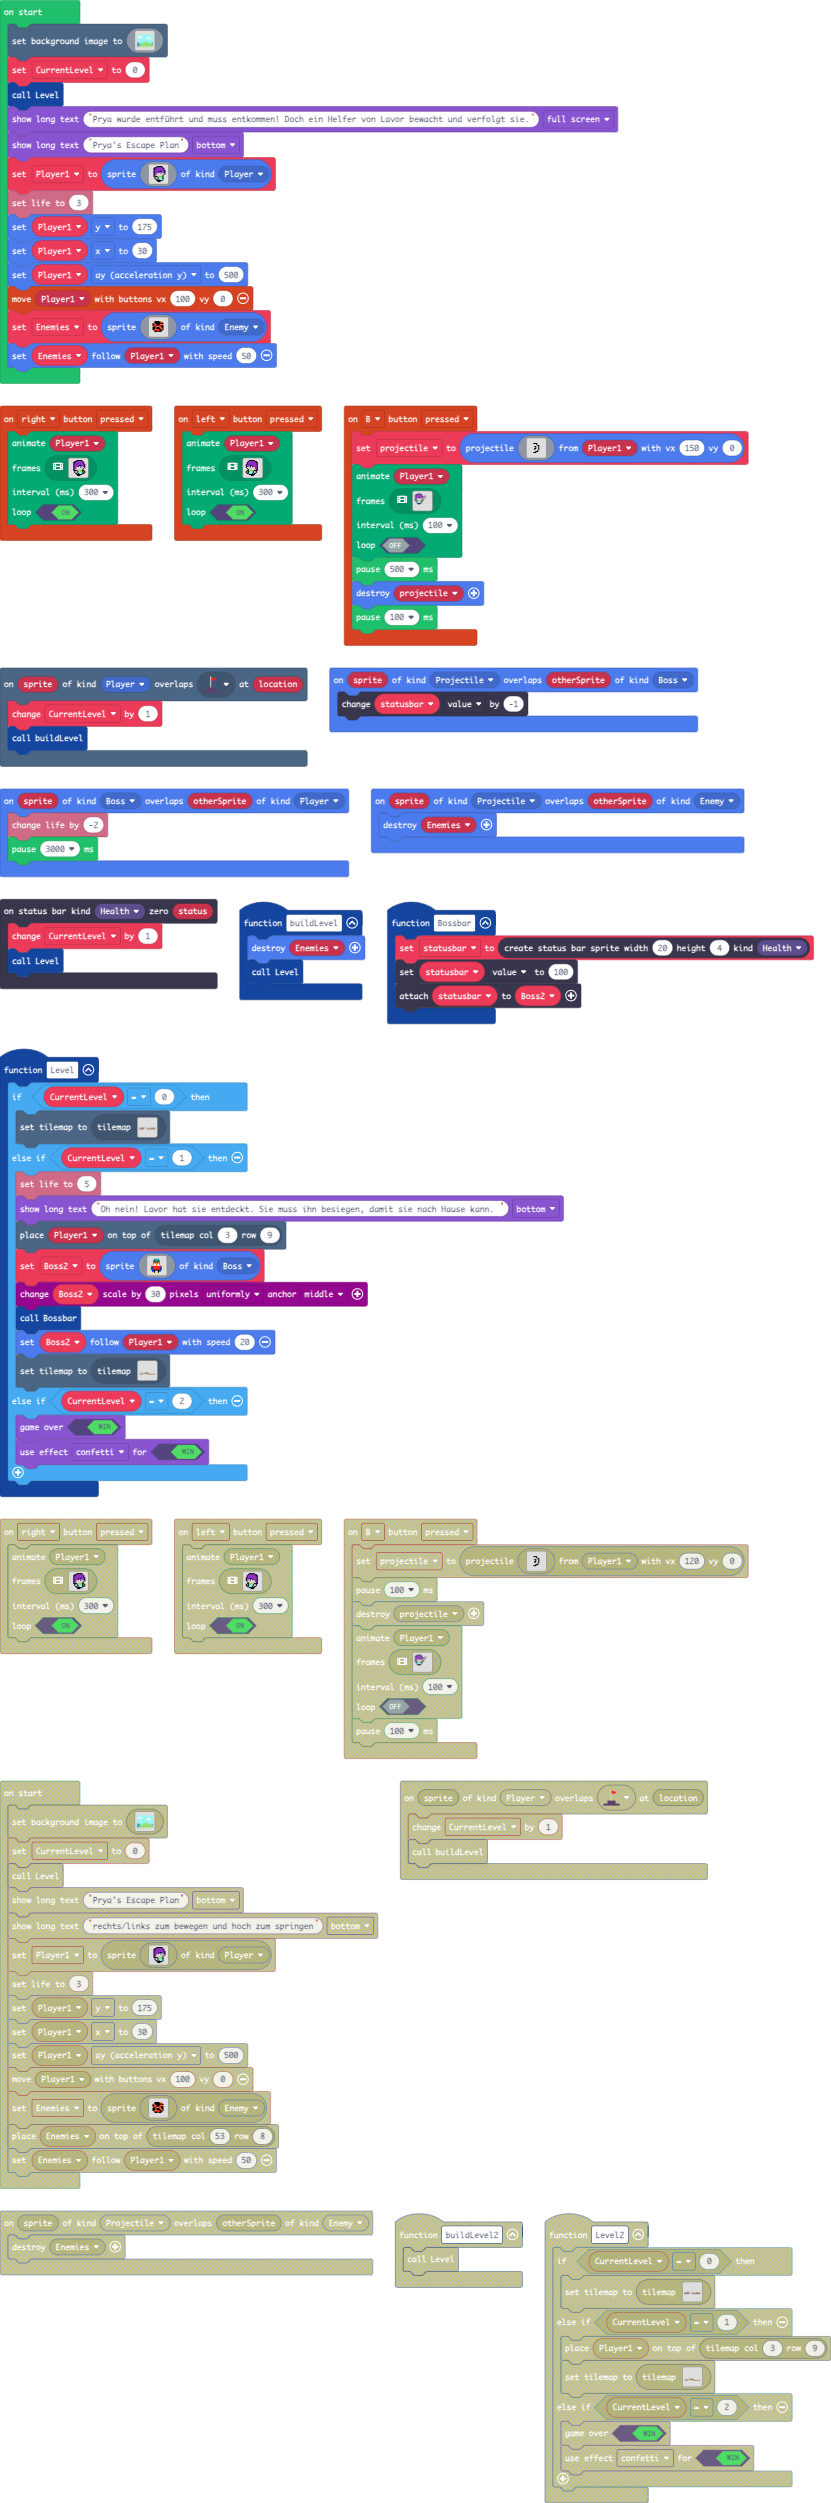 on start
set background image to
set CurrentLevel to 0
call Level
show long text "Prya wurde entführt und muss entkommen! Doch ein Helfer von Lavor bewacht und verfolgt sie." full screen
show long text "Prya's Escape Plan" bottom
set Player1 to sprite of kind Player
set life to 3
set Player1 y to 175
set Player1 x to 30
set Player1 ay (acceleration y) to 500
move Player1 with buttons vx 100 vy 0
set Enemies to sprite of kind Enemy
set Enemies follow Player1 with speed 50
on right button pressed
animate Player1
frames
interval (ms) 300
loop ON
on left button pressed
animate Player1
frames
interval (ms) 300
loop ON
on B button pressed
set projectile to projectile from Player1 with vx 150 vy 0
animate Player1
frames
interval (ms) 100
loop OFF
pause 500 ms
destroy projectile
pause 100 ms
on sprite of kind Player overlaps at location
change CurrentLevel by 1
call buildLevel
on sprite of kind Projectile overlaps otherSprite of kind Boss
change statusbar value by -1
on sprite of kind Boss overlaps otherSprite of kind Player
change life by -2
pause 3000 ms
on sprite of kind Projectile overlaps otherSprite of kind Enemy
destroy Enemies
on status bar kind Health zero status
change CurrentLevel by 1
call Level
function buildLevel
destroy Enemies
call Level
function Bossbar
set statusbar to create status bar sprite width 20 height 4 kind Health
set statusbar value to 100
attach statusbar to Boss2
function Level
if CurrentLevel = 0 then
set tilemap to tilemap
else if CurrentLevel = 1 then
set life to 5
show long text "Oh nein! Lavor hat sie entdeckt. Sie muss ihn besiegen, damit sie nach Hause kann. " bottom
place Player1 on top of tilemap col 3 row 9
set Boss2 to sprite of kind Boss
change Boss2 scale by 30 pixels uniformly anchor middle
call Bossbar
set Boss2 follow Player1 with speed 20
set tilemap to tilemap
else if CurrentLevel = 2 then
game over WIN
use effect confetti for WIN
on right button pressed
animate Player1
frames
interval (ms) 300
loop ON
on left button pressed
animate Player1
frames
interval (ms) 300
loop ON
on B button pressed
set projectile to projectile from Player1 with vx 120 vy 0
pause 100 ms
destroy projectile
animate Player1
frames
interval (ms) 100
loop OFF
pause 100 ms
on start
set background image to
set CurrentLevel to 0
call Level
show long text "Prya's Escape Plan" bottom
show long text "rechts/links zum bewegen und hoch zum springen" bottom
set Player1 to sprite of kind Player
set life to 3
set Player1 y to 175
set Player1 x to 30
set Player1 ay (acceleration y) to 500
move Player1 with buttons vx 100 vy 0
set Enemies to sprite of kind Enemy
place Enemies on top of tilemap col 53 row 8
set Enemies follow Player1 with speed 50
on sprite of kind Player overlaps at location
change CurrentLevel by 1
call buildLevel
on sprite of kind Projectile overlaps otherSprite of kind Enemy
destroy Enemies
function buildLevel2
call Level
function Level2
if CurrentLevel = 0 then
set tilemap to tilemap
else if CurrentLevel = 1 then
place Player1 on top of tilemap col 3 row 9
set tilemap to tilemap
else if CurrentLevel = 2 then
game over WIN
use effect confetti for WIN